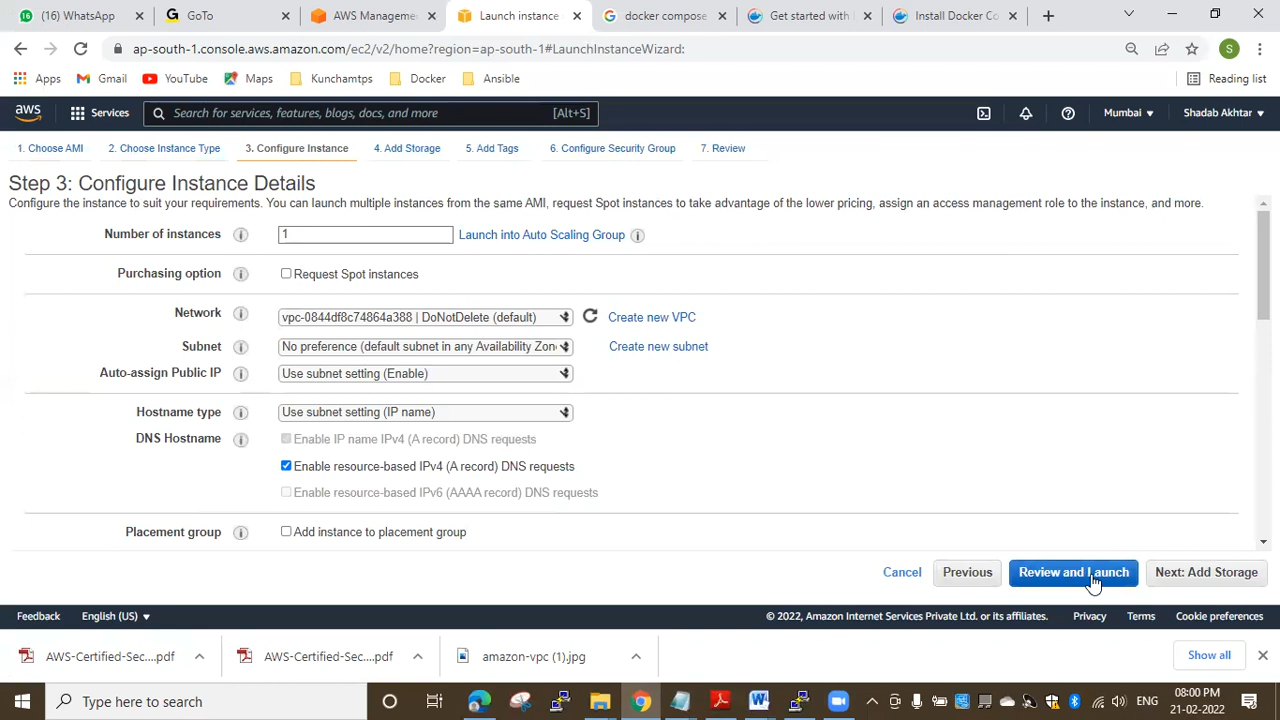 (16) WhatsApp
GoTo
AWS Manageme
Launch instance
docker compose
Get started with
Install Docker Co
ap-south-1.console.aws.amazon.com/ec2/v2/home?region=ap-south-1#LaunchInstanceWizard:
S
Apps
Gmail
YouTube
Maps
Kunchamtps
Docker
Ansible
Reading list
aws
Services
Search for services, features, blogs, docs, and more
[Alt+S]
Mumbai
Shadab Akhtar
1. Choose AMI
2. Choose Instance Type
3. Configure Instance
4. Add Storage
5. Add Tags
6. Configure Security Group
7. Review
Step 3: Configure Instance Details
Configure the instance to suit your requirements. You can launch multiple instances from the same AMI, request Spot instances to take advantage of the lower pricing, assign an access management role to the instance, and more.
Number of instances
1
Launch into Auto Scaling Group
Purchasing option
Request Spot instances
Network
vpc-0844df8c74864a388 | DoNotDelete (default)
Create new VPC
Subnet
No preference (default subnet in any Availability Zon
Create new subnet
Auto-assign Public IP
Use subnet setting (Enable)
Hostname type
Use subnet setting (IP name)
DNS Hostname
Enable IP name IPv4 (A record) DNS requests
Enable resource-based IPv4 (A record) DNS requests
Enable resource-based IPv6 (AAAA record) DNS requests
Placement group
Add instance to placement group
Cancel
Previous
Review and Launch
Next: Add Storage
Feedback
English (US)
© 2022, Amazon Internet Services Private Ltd. or its affiliates.
Privacy
Terms
Cookie preferences
AWS-Certified-Sec....pdf
AWS-Certified-Sec....pdf
amazon-vpc (1).jpg
Show all
Type here to search
ENG
08:00 PM
21-02-2022